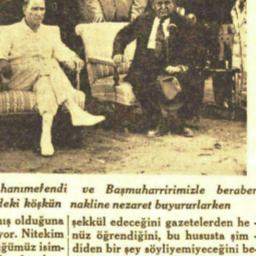 hanımefendi ve Başmuharririmizle beraber
deki köşkün nakline nezaret buyururlarken
ış olduğuna
yor. Nitekim
ğümüz isim-
şekkül edeceğini gazetelerden he -
nüz öğrendiğini, bu hususta şim -
diden bir şey söyliyemiyeceğini be-